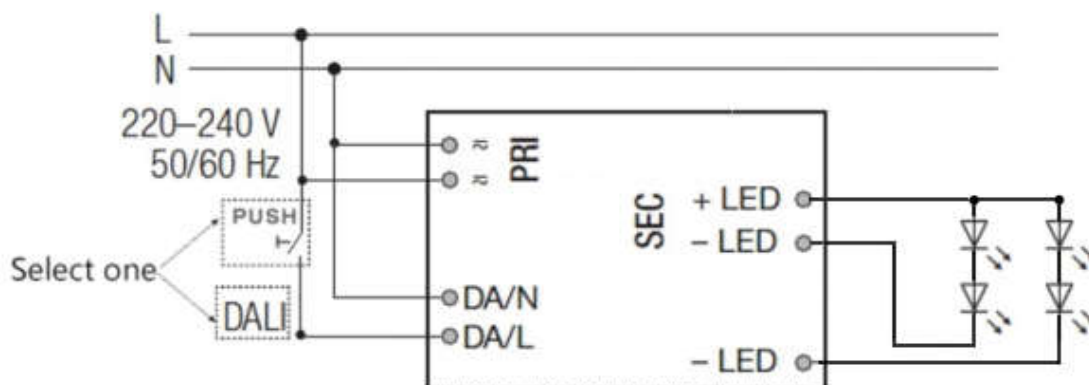 L
N
220–240 V
50/60 Hz
PUSH
Select one
DALI
≈ PRI
≈
DA/N
DA/L
SEC
+ LED
− LED
− LED